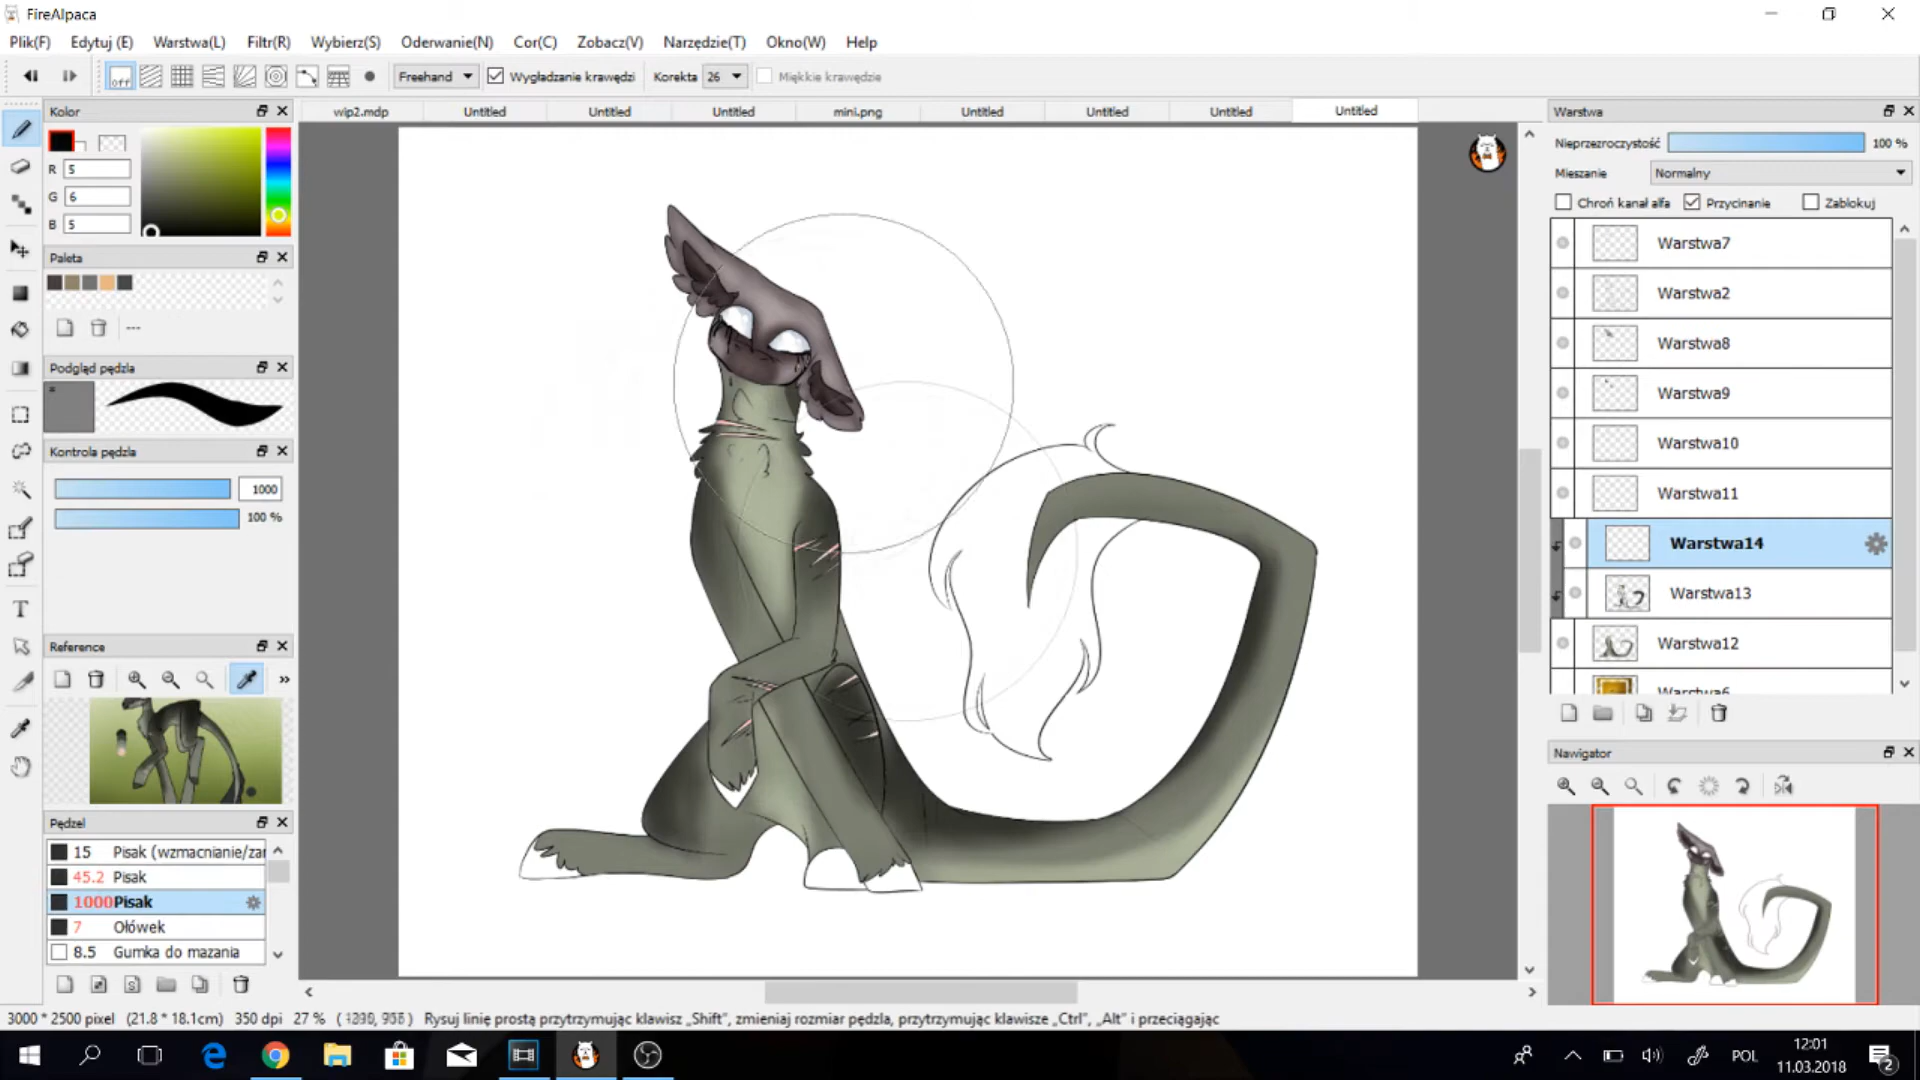 FireAlpaca
Plik(F) Edytuj (E) Warstwa(L) Filtr(R) Wybierz(S) Oderwanie(N) Cor(C) Zobacz(V) Narzędzie(T) Okno(W) Help
off Freehand Wygładzanie krawędzi Korekta 26 Miękkie krawędzie
Kolor
wip2.mdp Untitled Untitled Untitled mini.png Untitled Untitled Untitled Untitled
Warstwa
R 5
G 6
B 5
Nieprzezroczystość 100 %
Mieszanie Normalny
Chroń kanał alfa Przycinanie Zablokuj
Paleta
---
Podgląd pędzla
Kontrola pędzla
1000
100 %
Warstwa7
Warstwa2
Warstwa8
Warstwa9
Warstwa10
Warstwa11
Warstwa14
Warstwa13
Warstwa12
Warstwa6
Reference
»
Nawigator
Pędzel
15 Pisak (wzmacnianie/zar
45.2 Pisak
1000 Pisak
7 Ołówek
8.5 Gumka do mazania
3000 * 2500 pixel (21.8 * 18.1cm) 350 dpi 27 % Rysuj linię prostą przytrzymując klawisz „Shift”, zmieniaj rozmiar pędzla, przytrzymując klawisze „Ctrl”, „Alt” i przeciągając
POL
12:01
11.03.2018
2